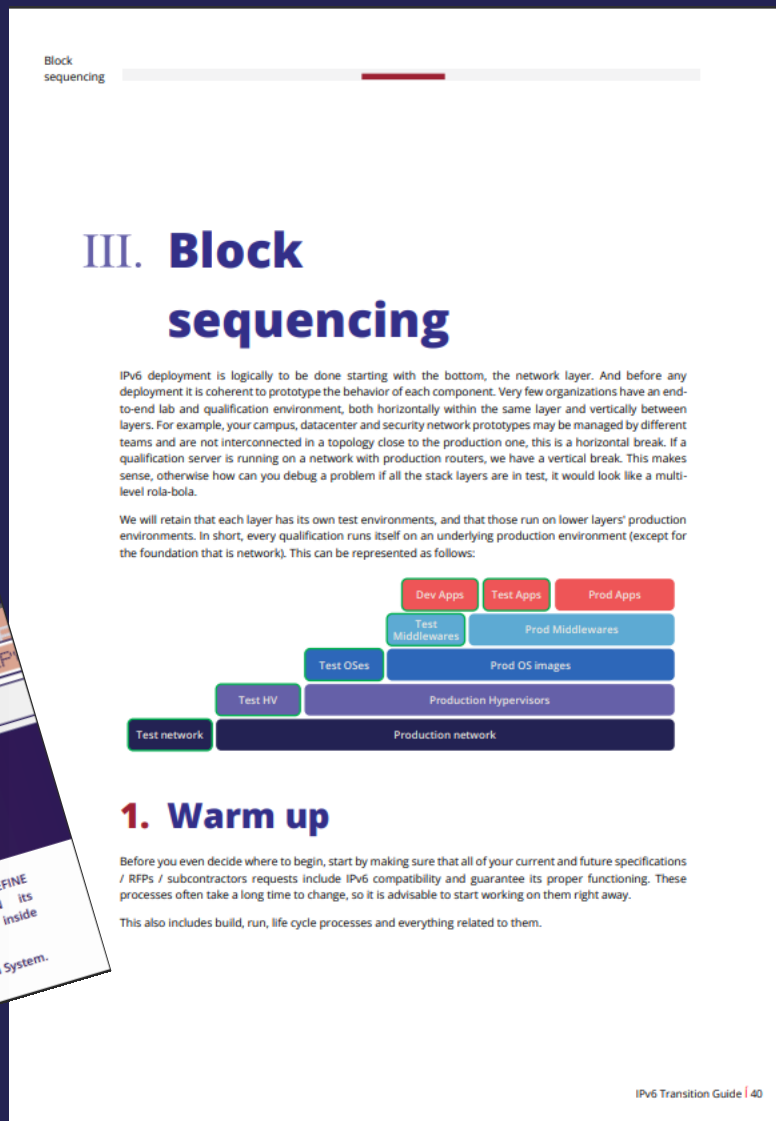 Block
sequencing
III. Block
sequencing
IPv6 deployment is logically to be done starting with the bottom, the network layer. And before any
deployment it is coherent to prototype the behavior of each component. Very few organizations have an end-
to-end lab and qualification environment, both horizontally within the same layer and vertically between
layers. For example, your campus, datacenter and security network prototypes may be managed by different
teams and are not interconnected in a topology close to the production one, this is a horizontal break. If a
qualification server is running on a network with production routers, we have a vertical break. This makes
sense, otherwise how can you debug a problem if all the stack layers are in test, it would look like a multi-
level rola-bola.
We will retain that each layer has its own test environments, and that those run on lower layers' production
environments. In short, every qualification runs itself on an underlying production environment (except for
the foundation that is network). This can be represented as follows:
Dev Apps Test Apps Prod Apps
Test
Middlewares Prod Middlewares
Test OSes Prod OS images
Test HV Production Hypervisors
Test network Production network
1. Warm up
Before you even decide where to begin, start by making sure that all of your current and future specifications
/ RFPs / subcontractors requests include IPv6 compatibility and guarantee its proper functioning. These
processes often take a long time to change, so it is advisable to start working on them right away.
This also includes build, run, life cycle processes and everything related to them.
its
inside
System.
IPv6 Transition Guide | 40